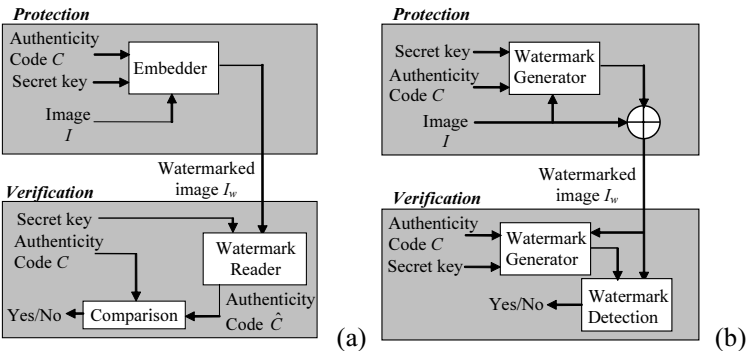 Protection
Authenticity
Code C
Secret key
Embedder
Image
I
Watermarked
image Iw
Verification
Secret key
Authenticity
Code C
Watermark
Reader
Yes/No
Comparison
Authenticity
Code Ĉ
(a)
Protection
Secret key
Authenticity
Code C
Watermark
Generator
Image
I
Watermarked
image Iw
Verification
Authenticity
Code C
Secret key
Watermark
Generator
Yes/No
Watermark
Detection
(b)